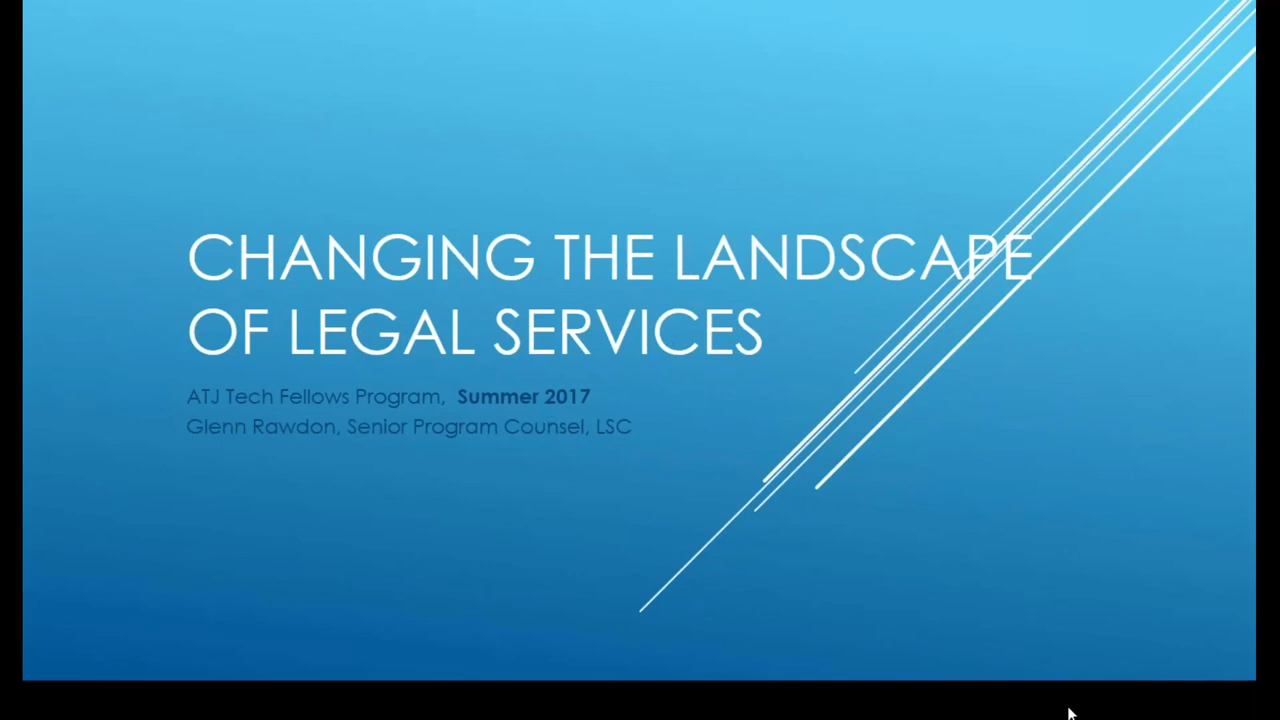 CHANGING THE LANDSCAPE
OF LEGAL SERVICES
ATJ Tech Fellows Program, Summer 2017
Glenn Rawdon, Senior Program Counsel, LSC